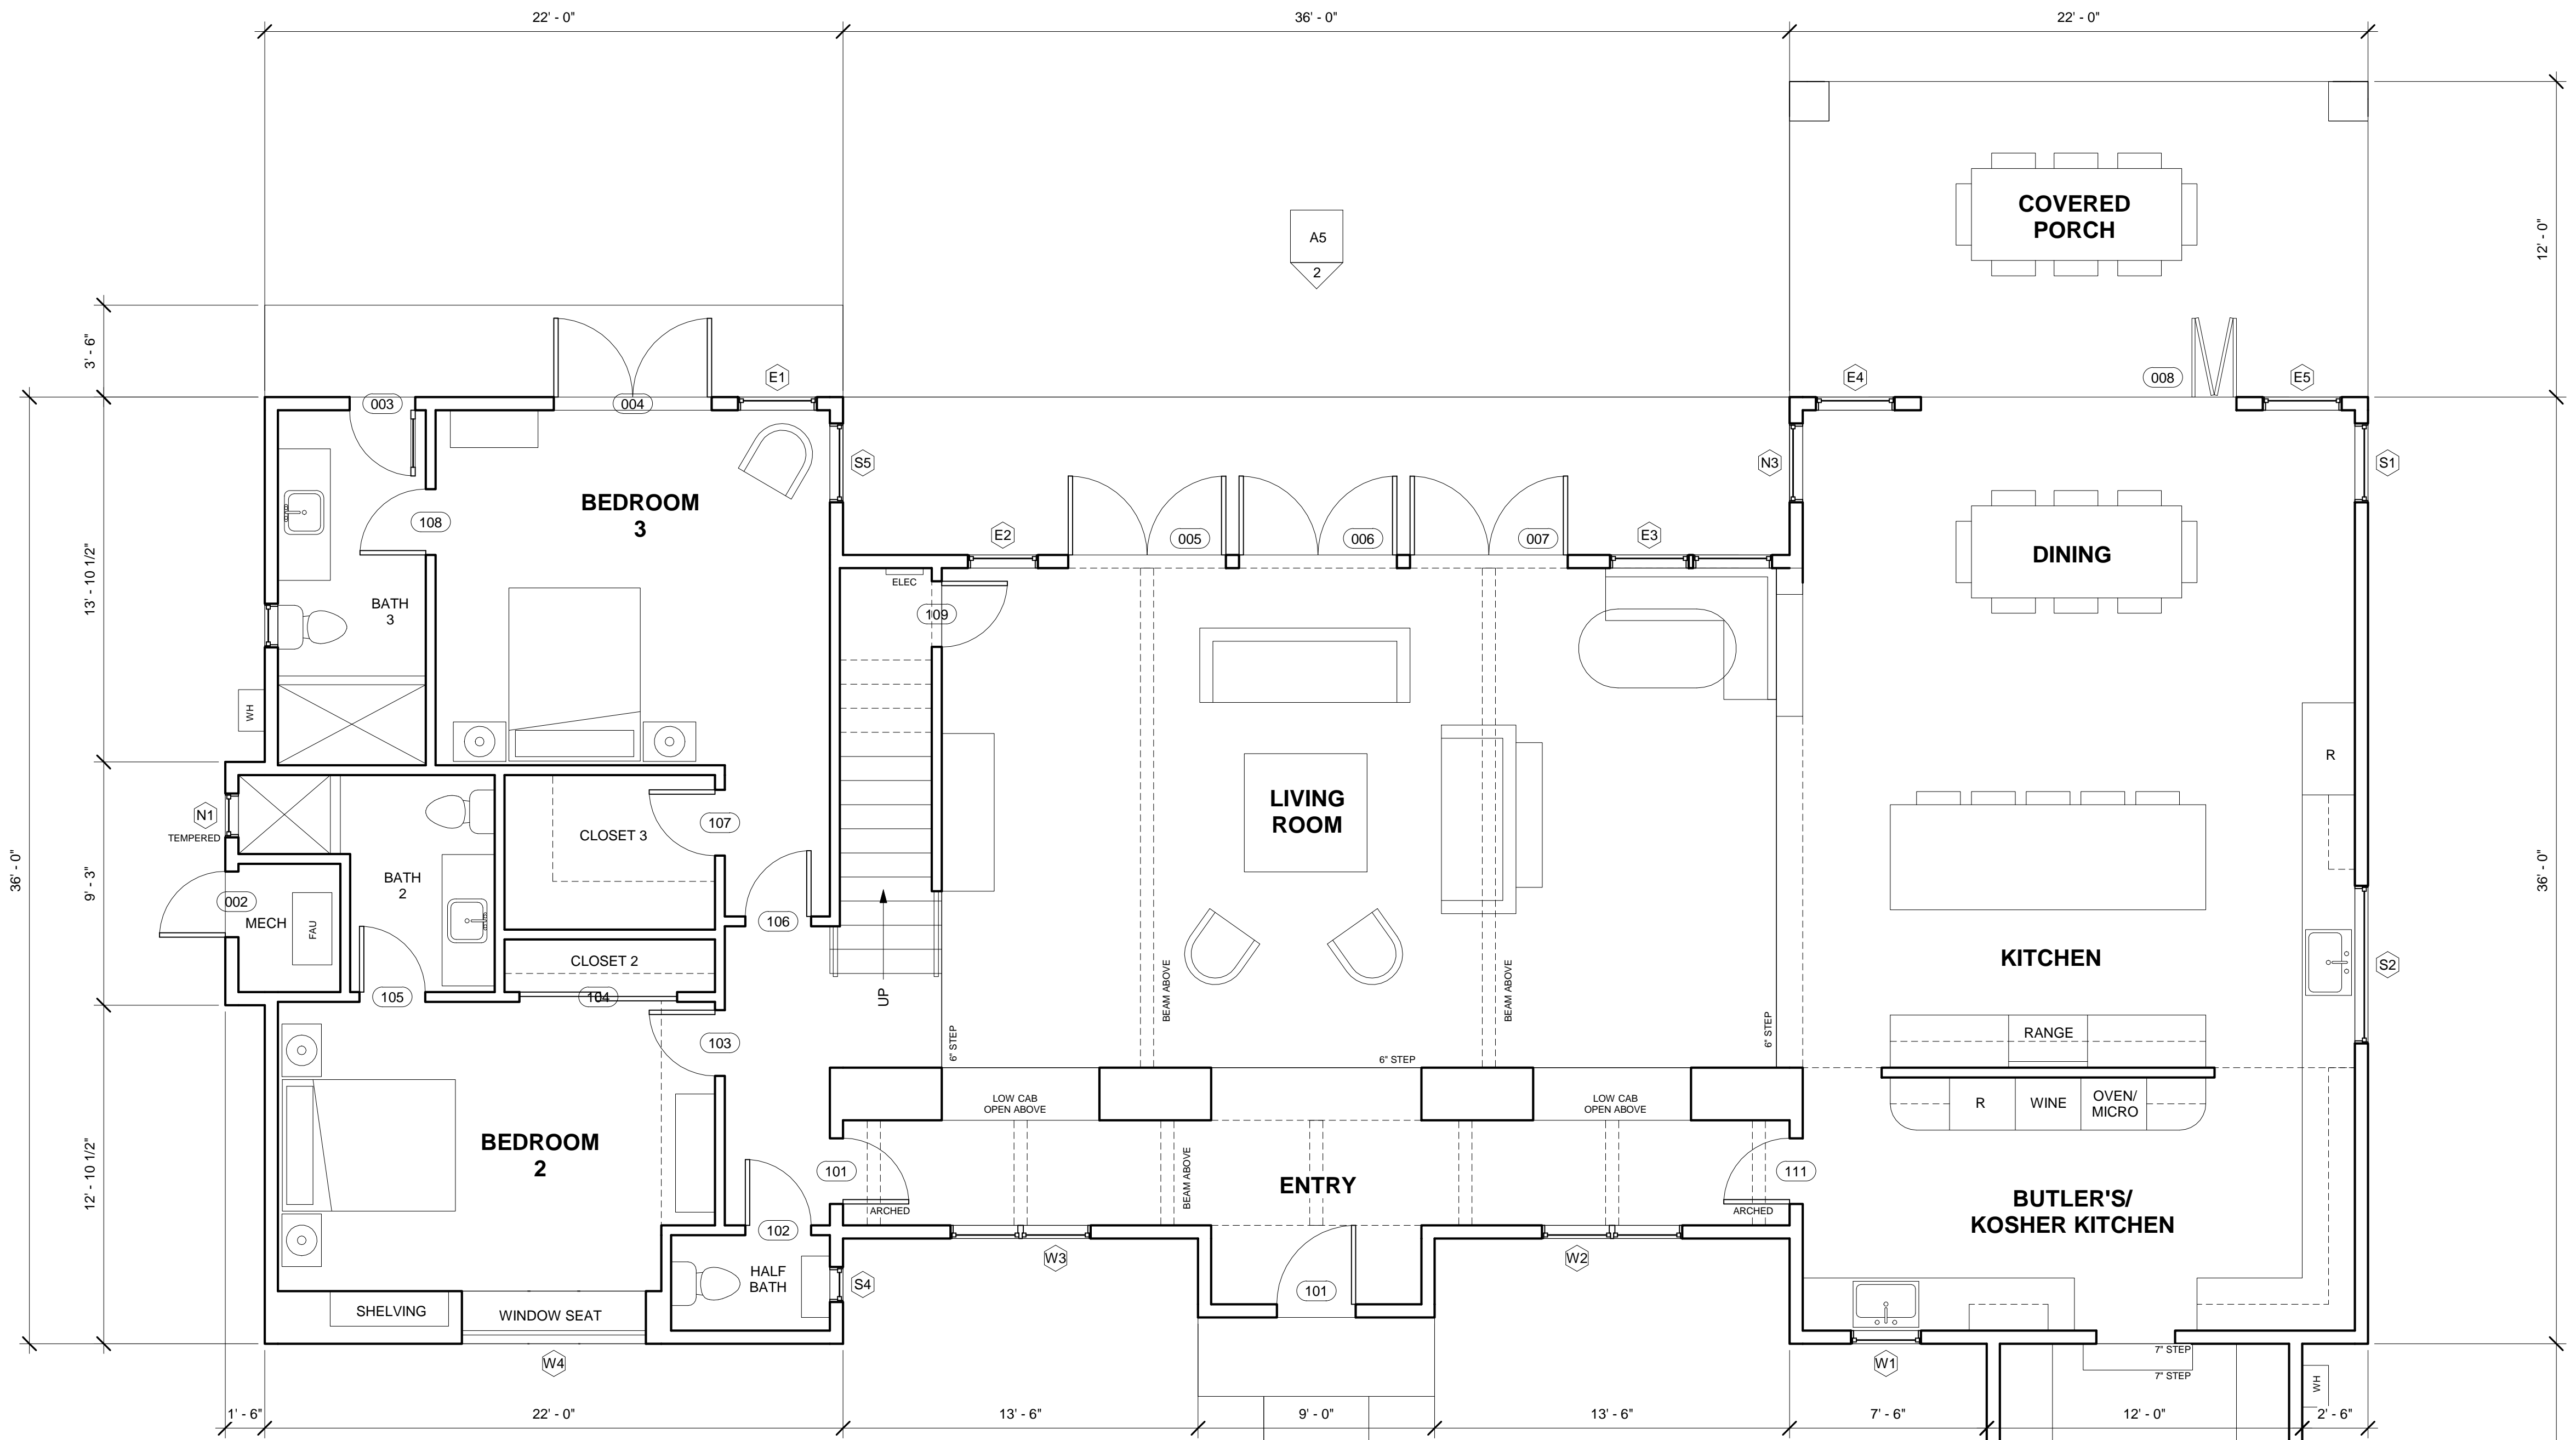 22' - 0"
36' - 0"
22' - 0"
COVERED
PORCH
12' - 0"
A5
2
3' - 6"
E1
E4
008
E5
003
004
S5
N3
S1
BEDROOM
3
108
E2
005
006
007
E3
DINING
13' - 10 1/2"
ELEC
BATH
3
109
WH
R
LIVING
ROOM
N1
TEMPERED
CLOSET 3
107
36' - 0"
9' - 3"
36' - 0"
BATH
2
002
MECH
FAU
106
CLOSET 2
KITCHEN
S2
105
104
UP
BEAM ABOVE
BEAM ABOVE
103
6" STEP
6" STEP
6" STEP
RANGE
LOW CAB
OPEN ABOVE
LOW CAB
OPEN ABOVE
R
WINE
OVEN/
MICRO
12' - 10 1/2"
BEDROOM
2
101
BEAM ABOVE
ENTRY
111
ARCHED
ARCHED
BUTLER'S/
KOSHER KITCHEN
102
W3
W2
HALF
BATH
S4
101
SHELVING
WINDOW SEAT
W4
W1
7" STEP
7" STEP
WH
1' - 6"
22' - 0"
13' - 6"
9' - 0"
13' - 6"
7' - 6"
12' - 0"
2' - 6"